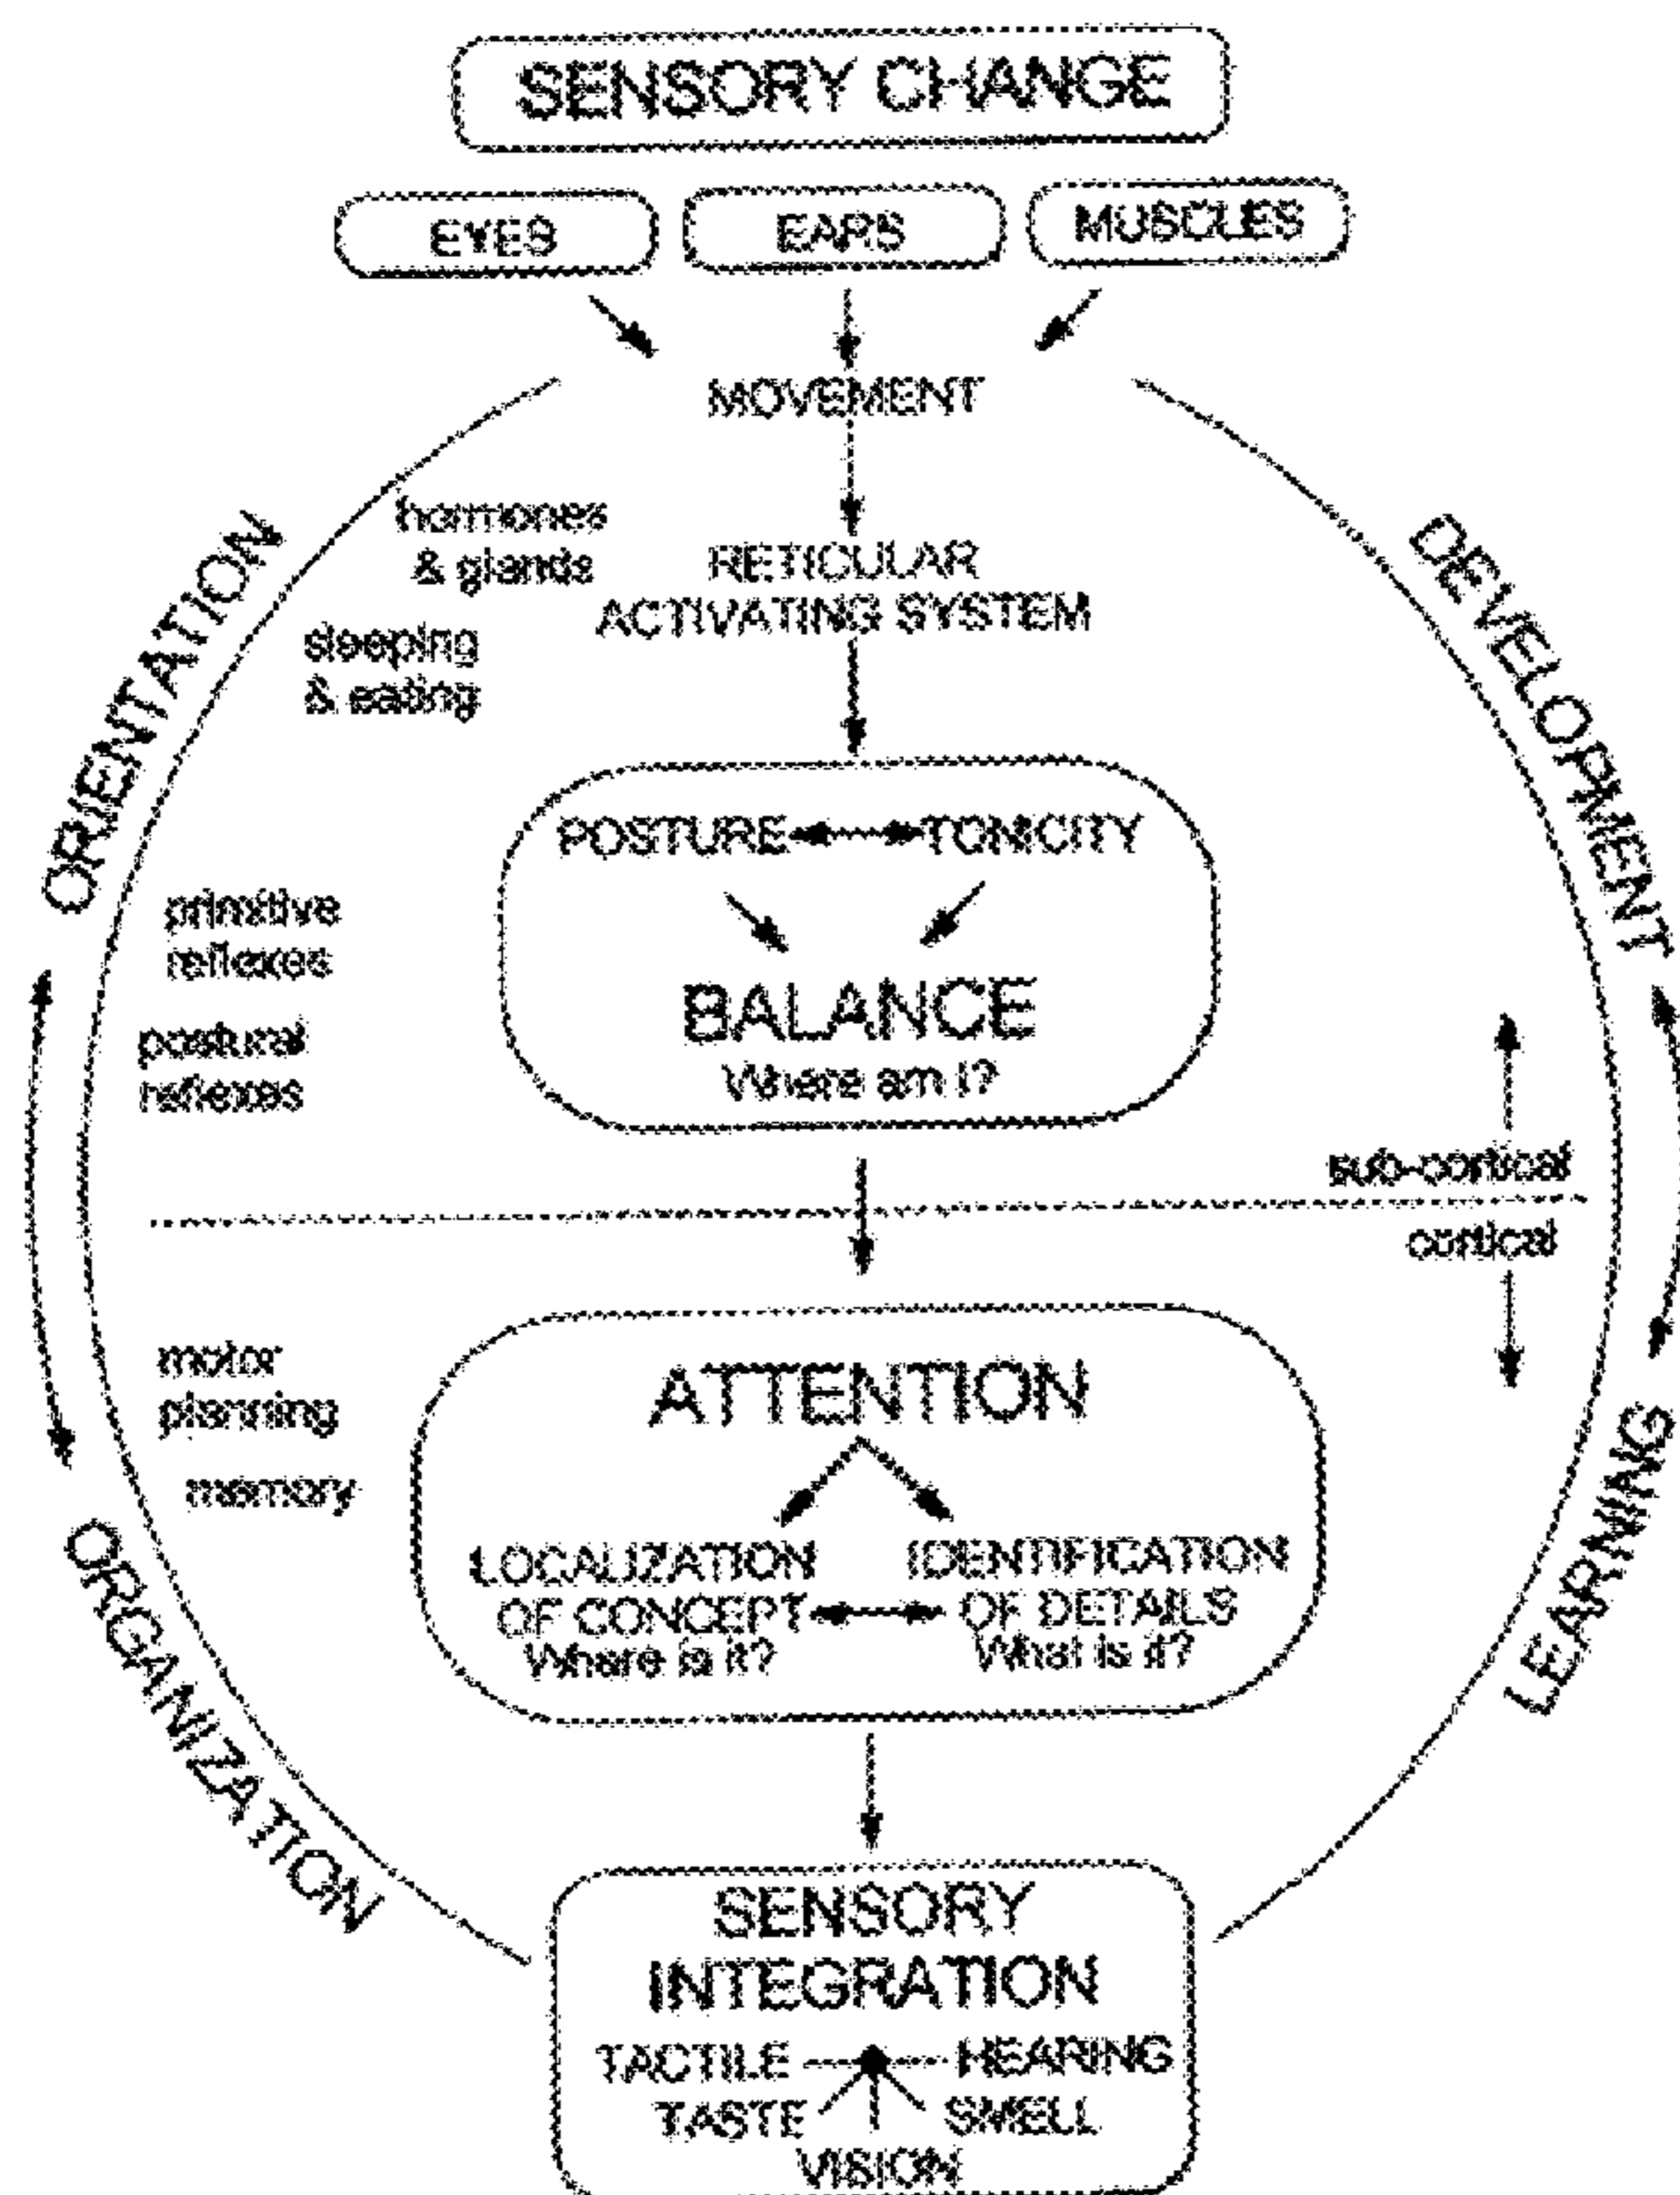 SENSORY CHANGE
EYES
EARS
MUSCLES
MOVEMENT
hormones
& glands
RETICULAR
ACTIVATING SYSTEM
sleeping
& eating
ORIENTATION
DEVELOPMENT
POSTURE
TONICITY
primitive
reflexes
BALANCE
Where am I?
postural
reflexes
sub-cortical
cortical
motor
planning
memory
ATTENTION
LOCALIZATION
OF CONCEPT
Where is it?
IDENTIFICATION
OF DETAILS
What is it?
ORGANIZATION
LEARNING
SENSORY
INTEGRATION
TACTILE
HEARING
TASTE
SMELL
VISION